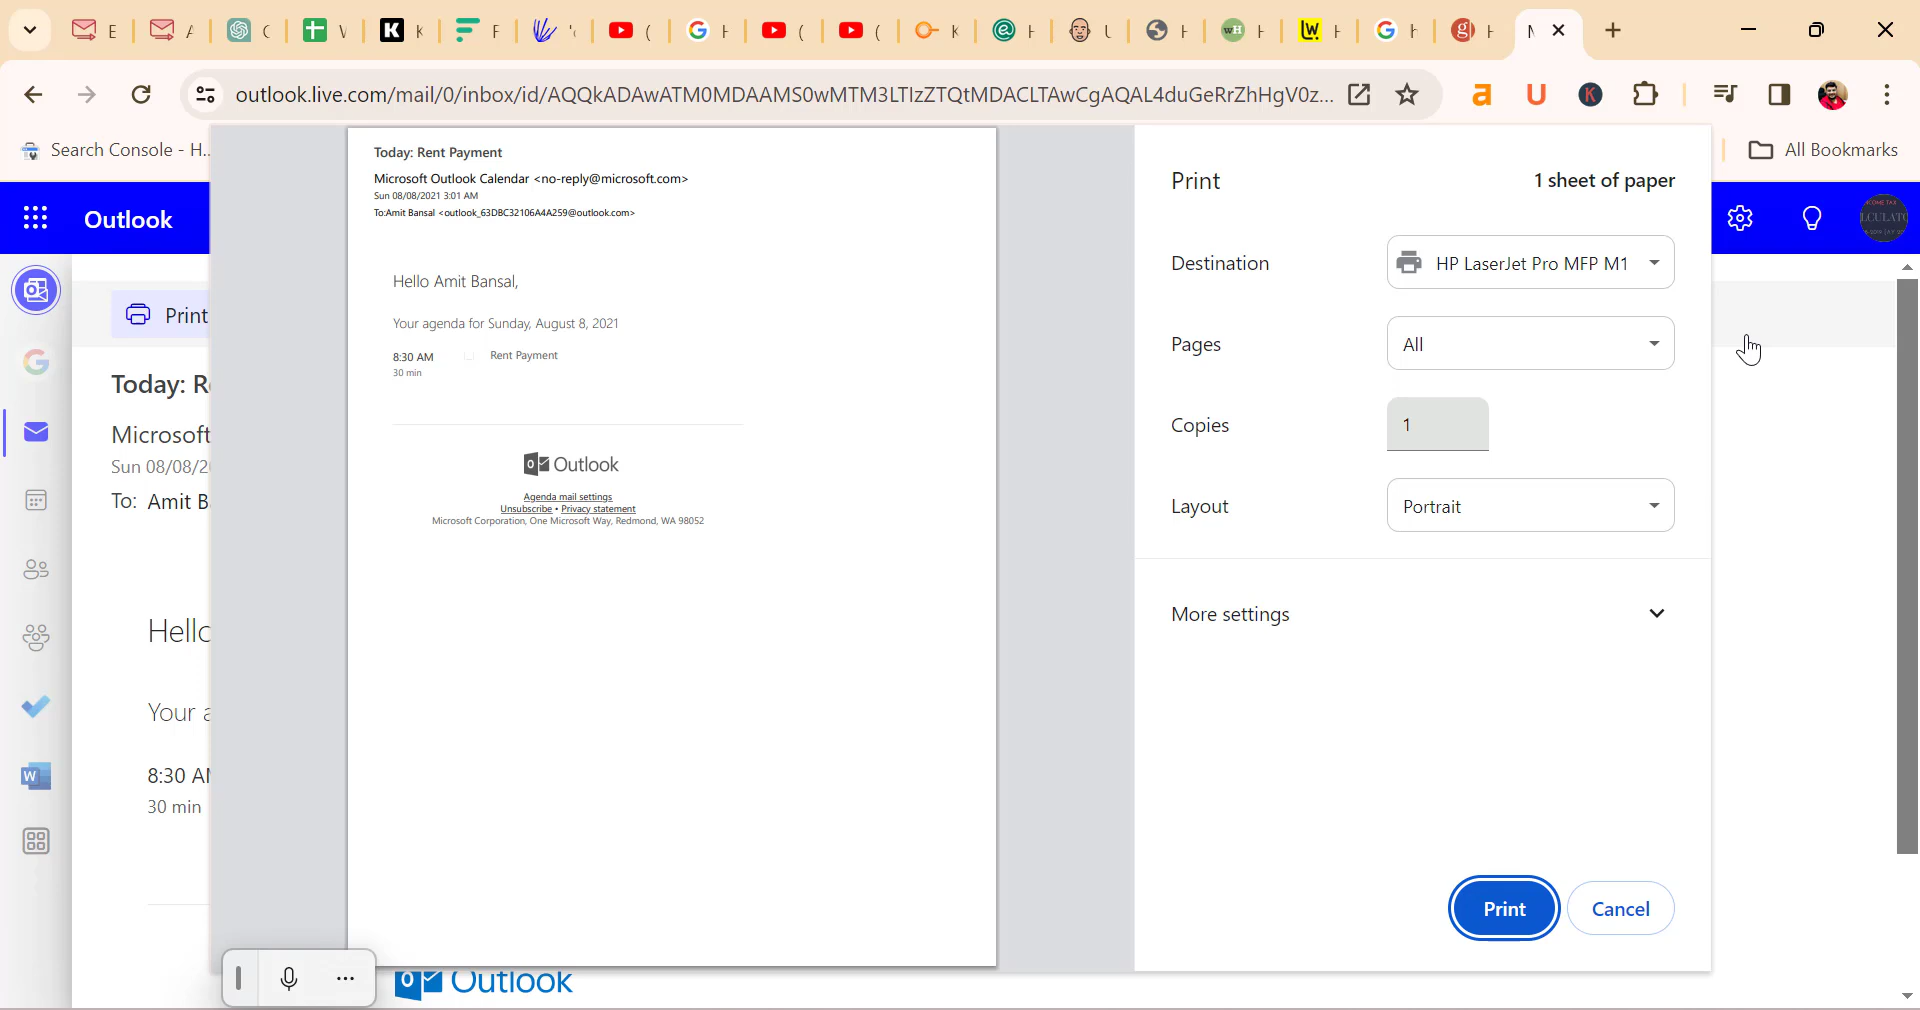 outlook.live.com/mail/0/inbox/id/AQQkADAwATM0MDAAMS0wMTM3LTIzZTQtMDACLTAwCgAQAL4duGeRrZhHgV0z...
Search Console - H...
All Bookmarks
Outlook
Print
Today: R
Microsoft
Sun 08/08/2
To: Amit B
Hello
Your a
8:30 AM
30 min
Outlook
Today: Rent Payment
Microsoft Outlook Calendar <no-reply@microsoft.com>
Sun 08/08/2021 3:01 AM
To:Amit Bansal <outlook_63DBC32106A4A259@outlook.com>
Hello Amit Bansal,
Your agenda for Sunday, August 8, 2021
8:30 AM Rent Payment
30 min
Outlook
Agenda mail settings
Unsubscribe • Privacy statement
Microsoft Corporation, One Microsoft Way, Redmond, WA 98052
Print 1 sheet of paper
Destination HP LaserJet Pro MFP M1
Pages All
Copies 1
Layout Portrait
More settings
Print Cancel